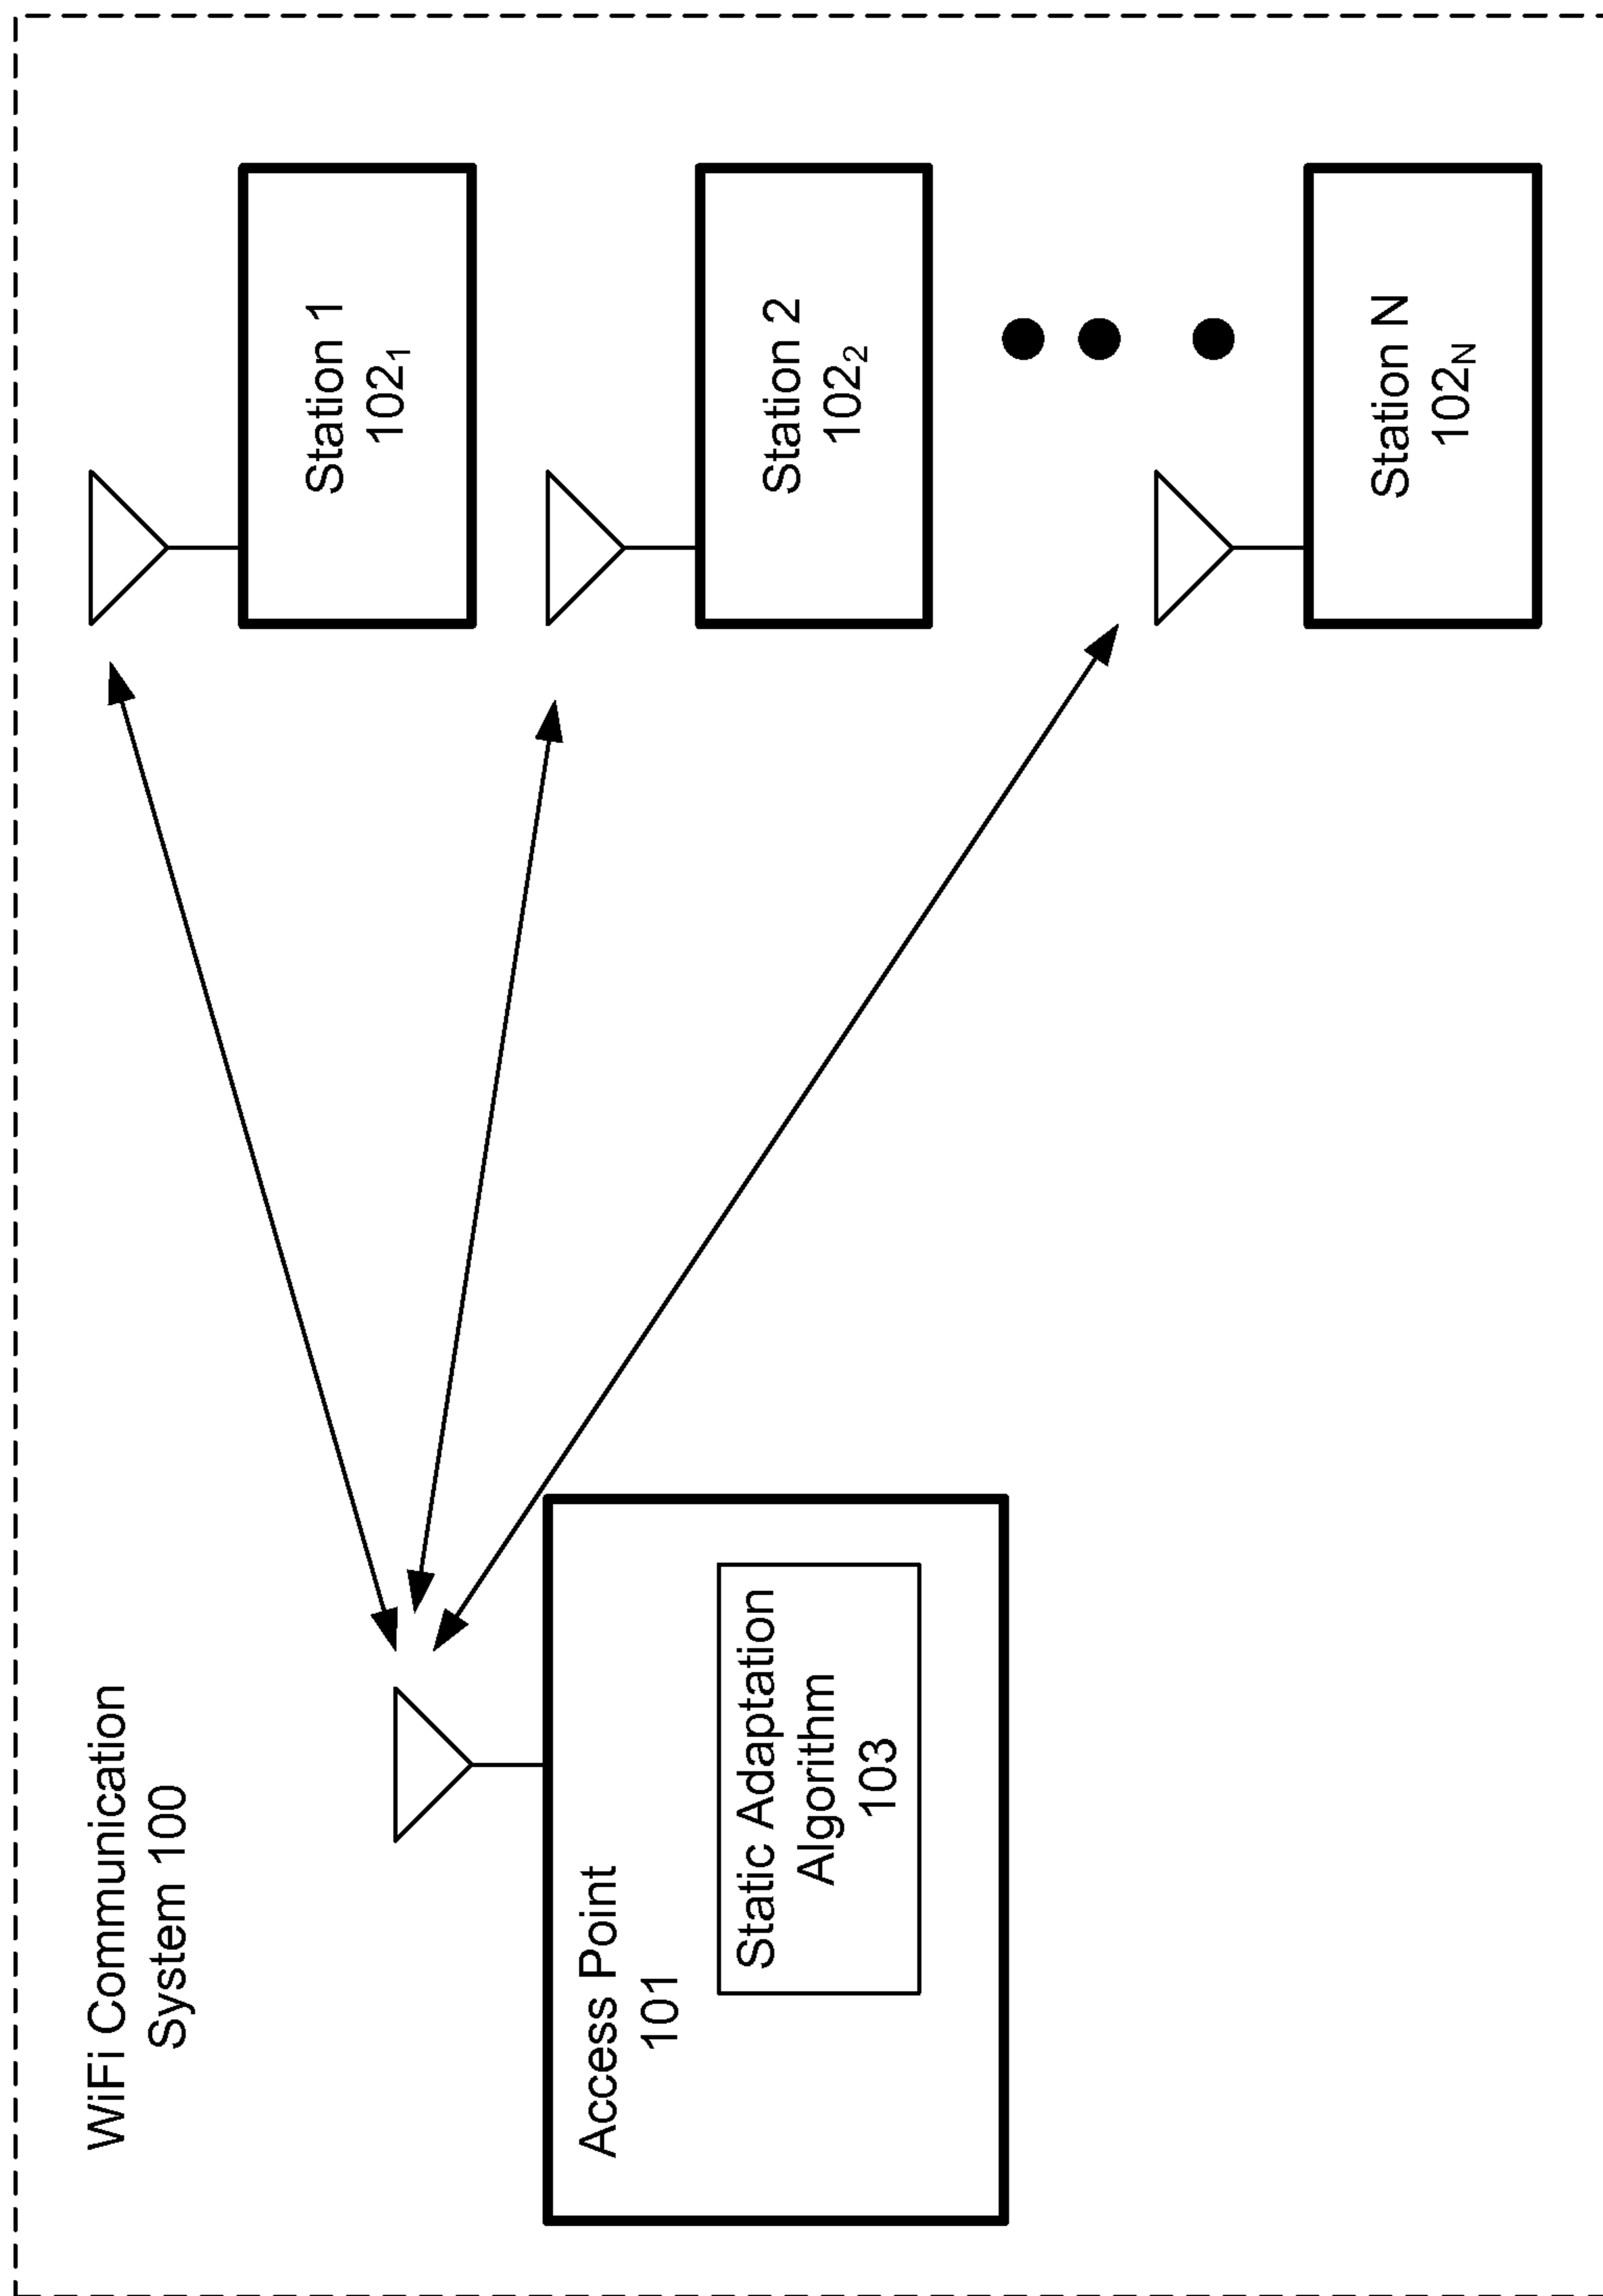 WiFi Communication
System 100
Access Point
101
Static Adaptation
Algorithm
103
Station 1
102₁
Station 2
102₂
Station N
102N